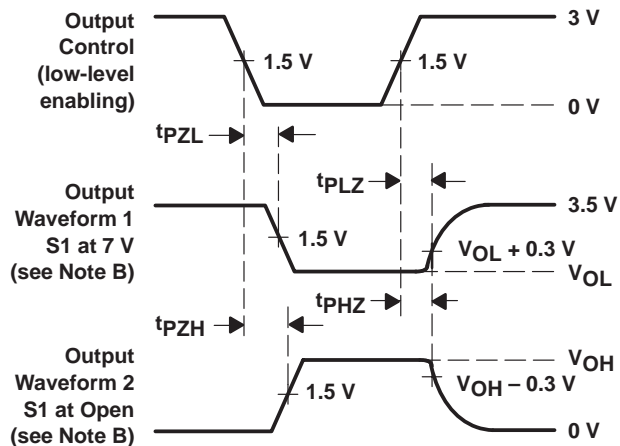 Output
Control
(low-level
enabling)
3 V
1.5 V
1.5 V
0 V
tPZL
tPLZ
Output
Waveform 1
S1 at 7 V
(see Note B)
3.5 V
1.5 V
VOL + 0.3 V
VOL
tPHZ
tPZH
Output
Waveform 2
S1 at Open
(see Note B)
VOH
VOH – 0.3 V
1.5 V
0 V